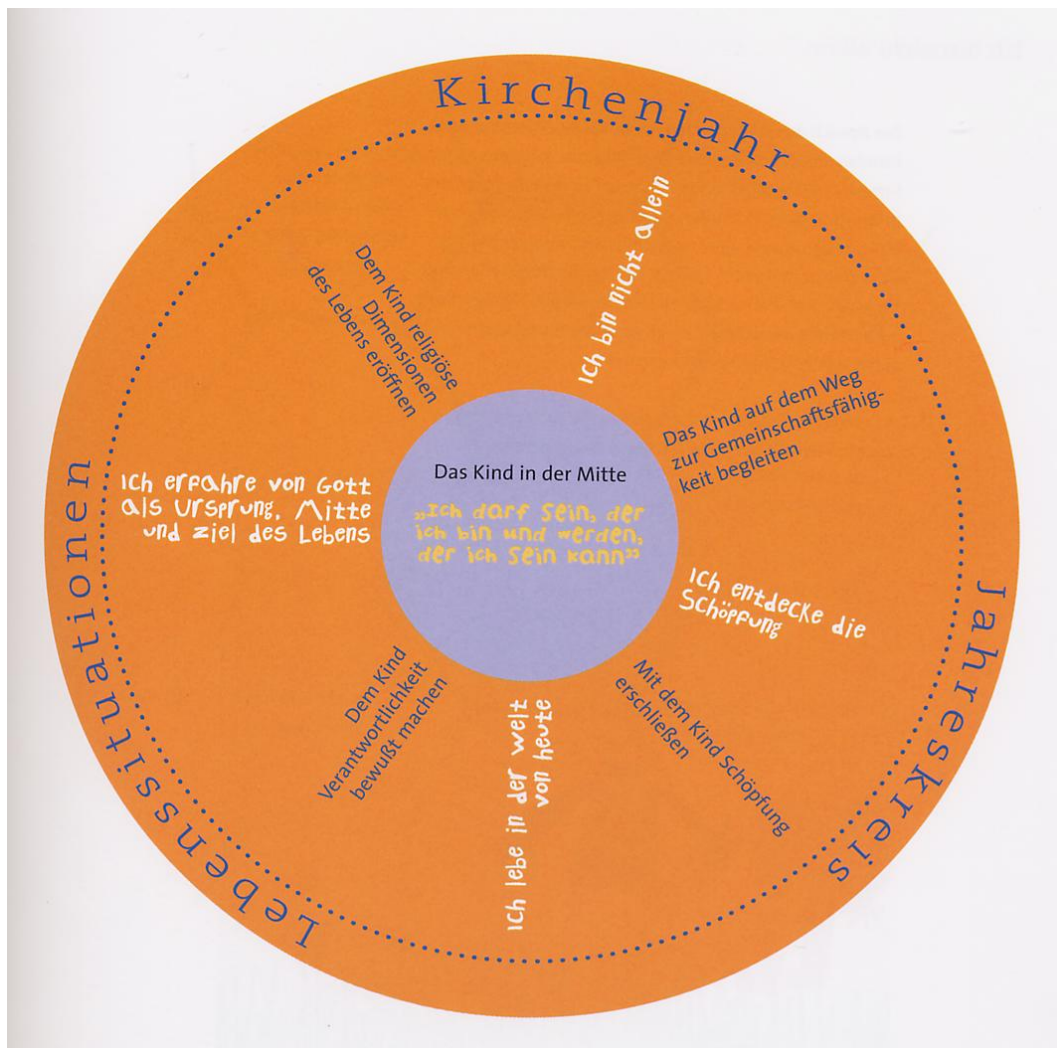 Kirchenjahr
Jahreskreis
Lebenssituationen
Das Kind in der Mitte
„Ich darf sein, der
ich bin und werden,
der ich sein kann”
Ich bin nicht allein
Das Kind auf dem Weg
zur Gemeinschaftsfähig-
keit begleiten
Ich entdecke die
Schöpfung
Mit dem Kind Schöpfung
erschließen
Ich lebe in der Welt
von heute
Dem Kind
Verantwortlichkeit
bewußt machen
Ich erfahre von Gott
als Ursprung, Mitte
und Ziel des Lebens
Dem Kind religiöse
Dimensionen
des Lebens eröffnen